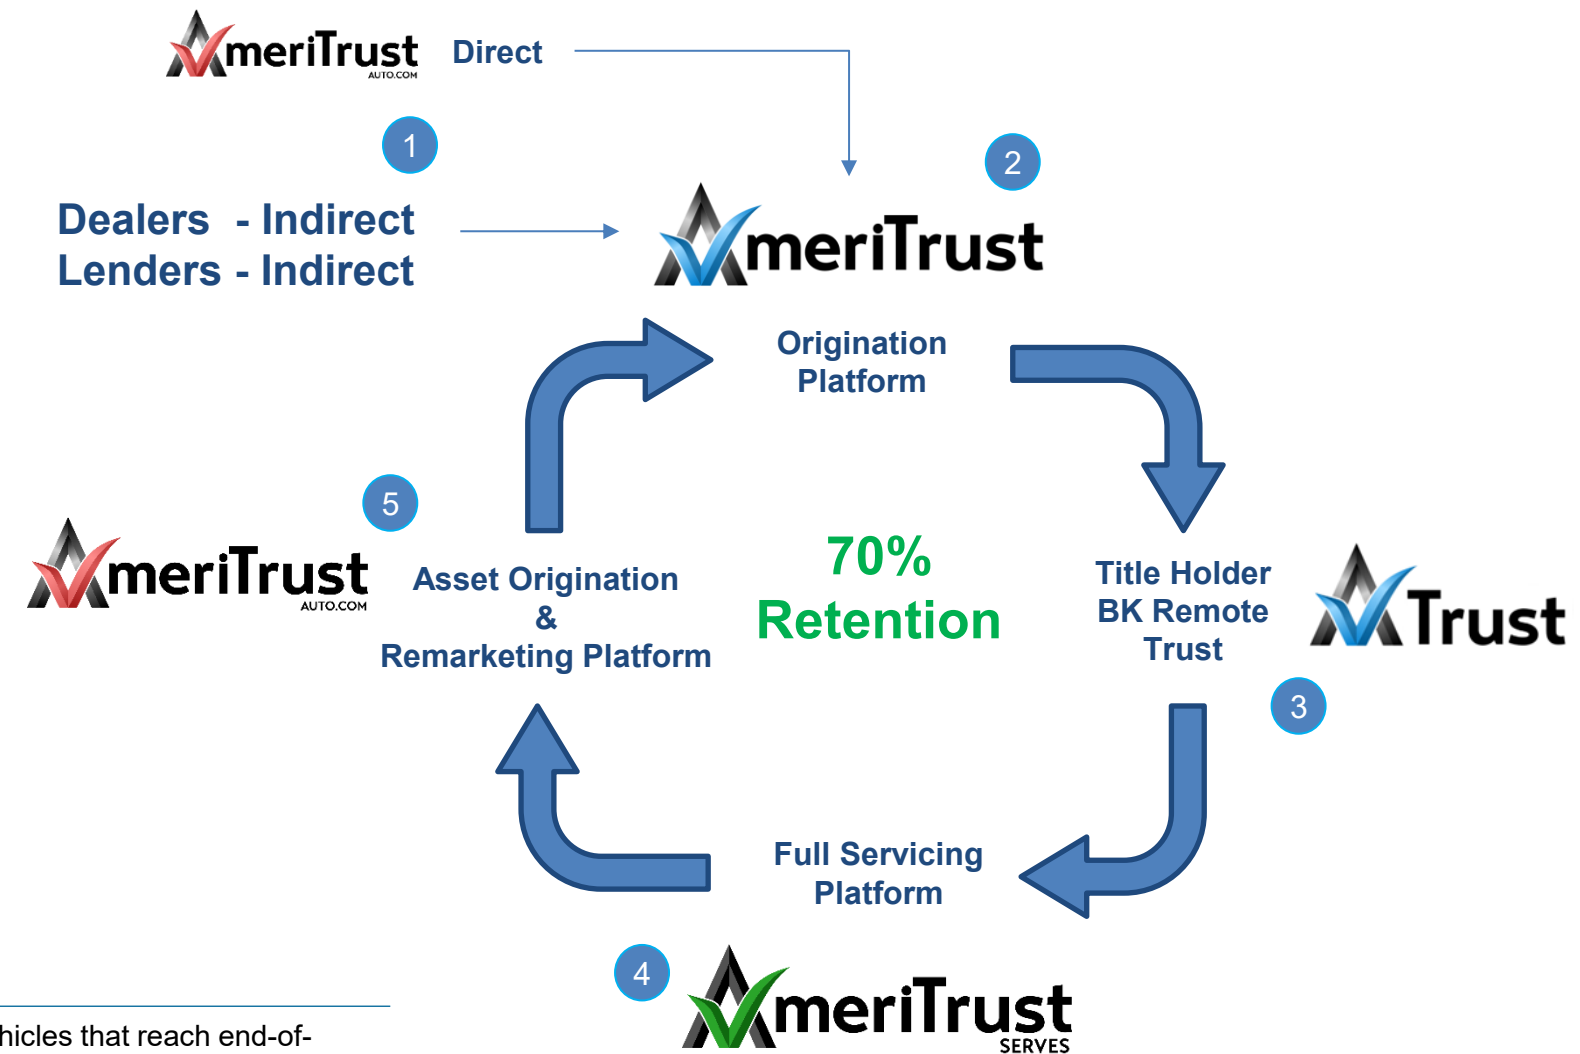 AmeriTrust Direct
AUTO.COM
1
Dealers - Indirect
Lenders - Indirect
2
AmeriTrust
Origination
Platform
5
AmeriTrust
AUTO.COM
Asset Origination
&
Remarketing Platform
70%
Retention
Title Holder
BK Remote
Trust
ATrust
3
Full Servicing
Platform
4
AmeriTrust
SERVES
hicles that reach end-of-